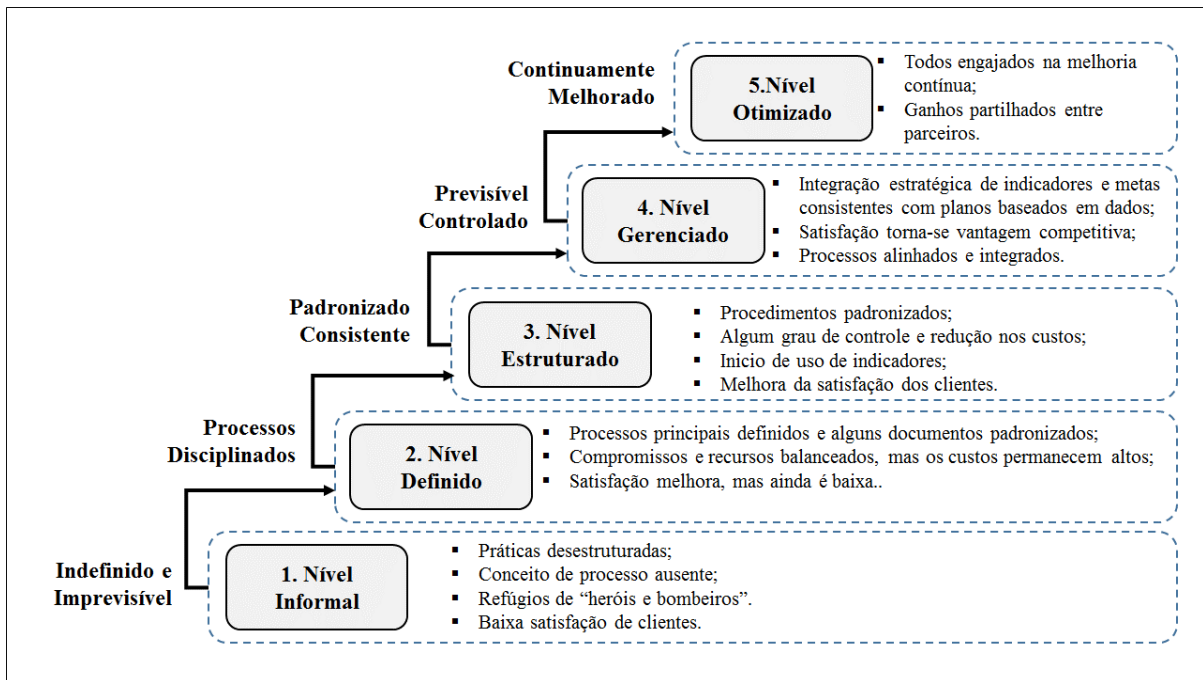 Continuamente
Melhorado
5.Nível
Otimizado
▪ Todos engajados na melhoria
contínua;
▪ Ganhos partilhados entre
parceiros.
Previsível
Controlado
4. Nível
Gerenciado
▪ Integração estratégica de indicadores e metas
consistentes com planos baseados em dados;
▪ Satisfação torna-se vantagem competitiva;
▪ Processos alinhados e integrados.
Padronizado
Consistente
3. Nível
Estruturado
▪ Procedimentos padronizados;
▪ Algum grau de controle e redução nos custos;
▪ Inicio de uso de indicadores;
▪ Melhora da satisfação dos clientes.
Processos
Disciplinados
2. Nível
Definido
▪ Processos principais definidos e alguns documentos padronizados;
▪ Compromissos e recursos balanceados, mas os custos permanecem altos;
▪ Satisfação melhora, mas ainda é baixa..
Indefinido e
Imprevisível
1. Nível
Informal
▪ Práticas desestruturadas;
▪ Conceito de processo ausente;
▪ Refúgios de “heróis e bombeiros”.
▪ Baixa satisfação de clientes.